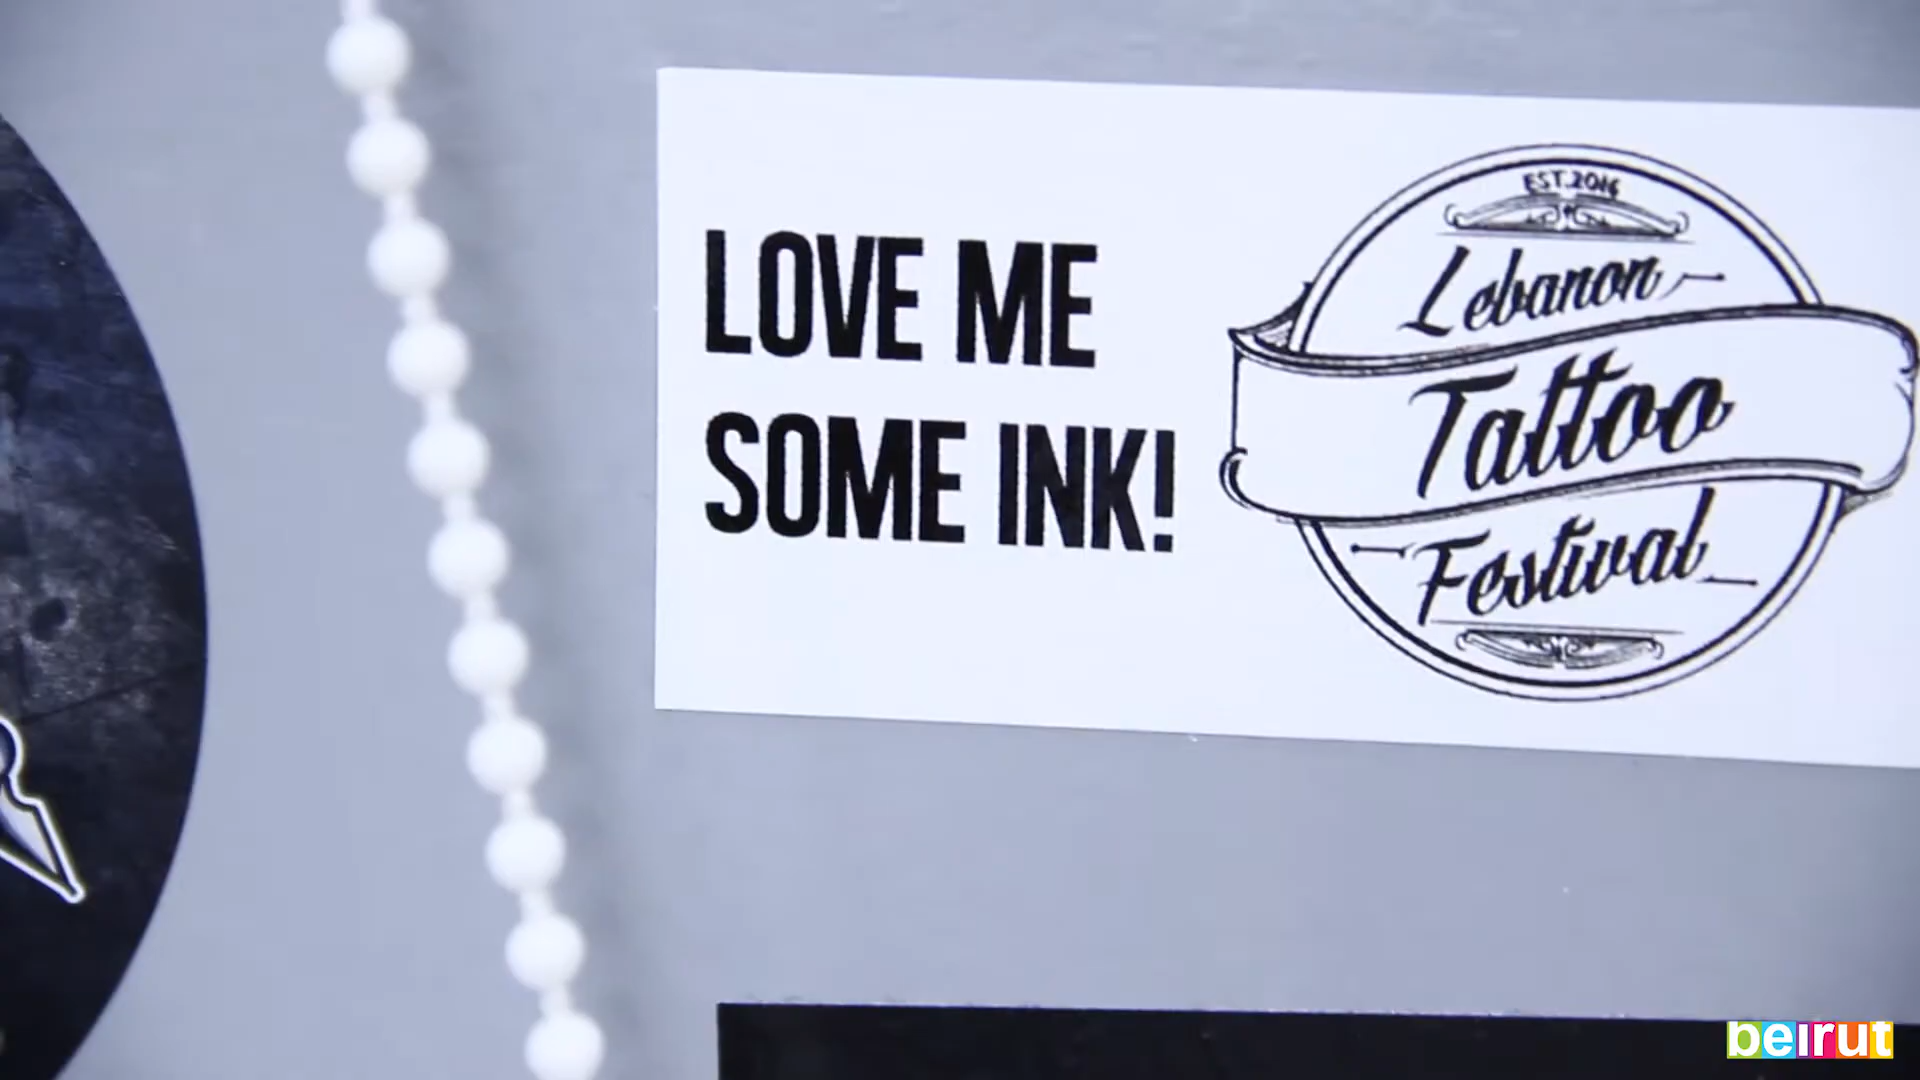 LOVE ME
SOME INK!
EST.2016
Lebanon
Tattoo
Festival
beirut